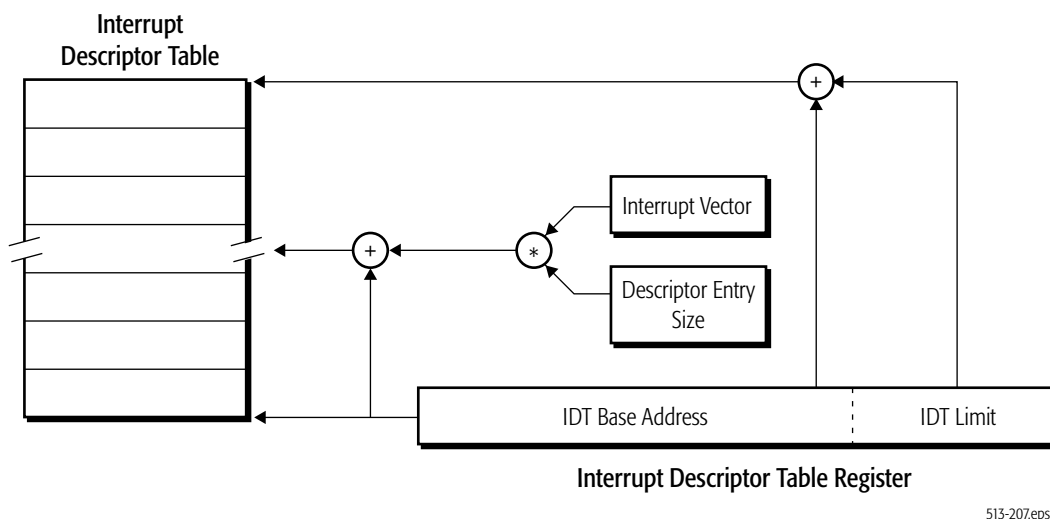 Interrupt
Descriptor Table
+
Interrupt Vector
+
*
Descriptor Entry
Size
IDT Base Address
IDT Limit
Interrupt Descriptor Table Register
513-207.eps